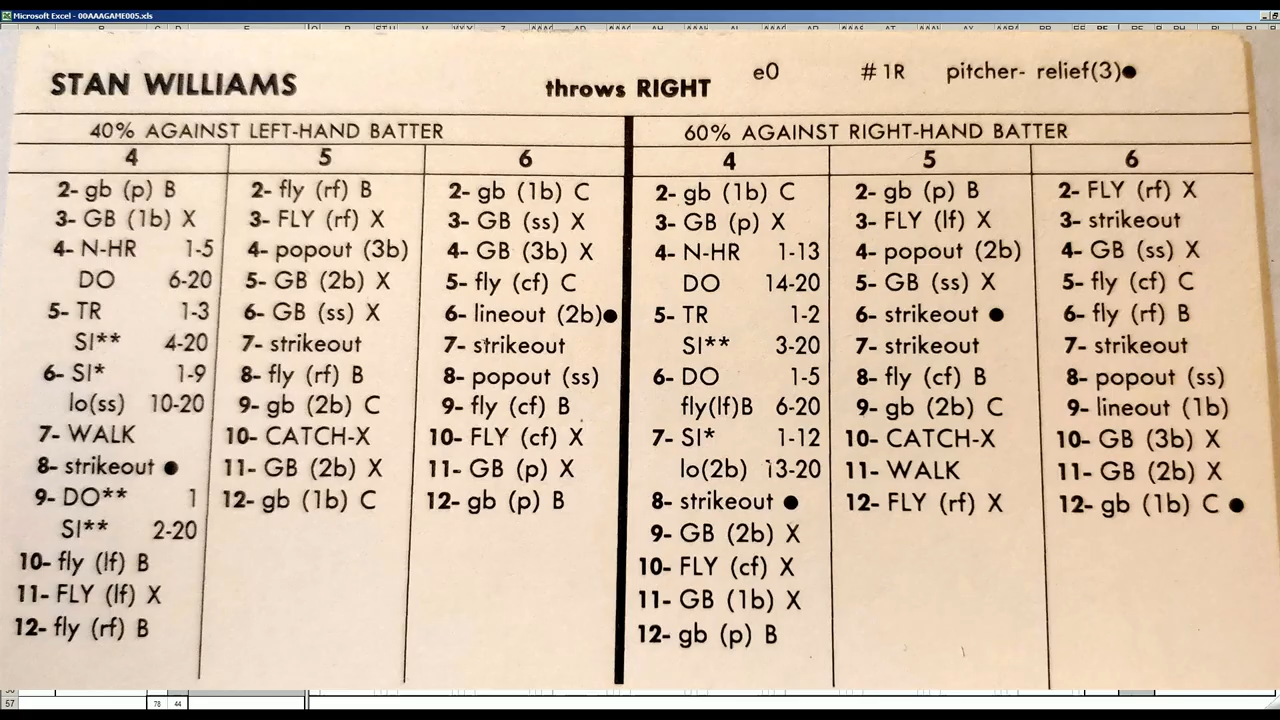 Microsoft Excel - 00AAAGAME005.xls
STAN WILLIAMS throws RIGHT e0 # 1R pitcher- relief(3)●
40% AGAINST LEFT-HAND BATTER
4
2- gb (p) B
3- GB (1b) X
4- N-HR 1-5
DO 6-20
5- TR 1-3
SI** 4-20
6- SI* 1-9
lo(ss) 10-20
7- WALK
8- strikeout ●
9- DO** 1
SI** 2-20
10- fly (lf) B
11- FLY (lf) X
12- fly (rf) B
5
2- fly (rf) B
3- FLY (rf) X
4- popout (3b)
5- GB (2b) X
6- GB (ss) X
7- strikeout
8- fly (rf) B
9- gb (2b) C
10- CATCH-X
11- GB (2b) X
12- gb (1b) C
6
2- gb (1b) C
3- GB (ss) X
4- GB (3b) X
5- fly (cf) C
6- lineout (2b)●
7- strikeout
8- popout (ss)
9- fly (cf) B
10- FLY (cf) X
11- GB (p) X
12- gb (p) B
60% AGAINST RIGHT-HAND BATTER
4
2- gb (1b) C
3- GB (p) X
4- N-HR 1-13
DO 14-20
5- TR 1-2
SI** 3-20
6- DO 1-5
fly(lf)B 6-20
7- SI* 1-12
lo(2b) 13-20
8- strikeout ●
9- GB (2b) X
10- FLY (cf) X
11- GB (1b) X
12- gb (p) B
5
2- gb (p) B
3- FLY (lf) X
4- popout (2b)
5- GB (ss) X
6- strikeout ●
7- strikeout
8- fly (cf) B
9- gb (2b) C
10- CATCH-X
11- WALK
12- FLY (rf) X
6
2- FLY (rf) X
3- strikeout
4- GB (ss) X
5- fly (cf) C
6- fly (rf) B
7- strikeout
8- popout (ss)
9- lineout (1b)
10- GB (3b) X
11- GB (2b) X
12- gb (1b) C ●
57 78 44